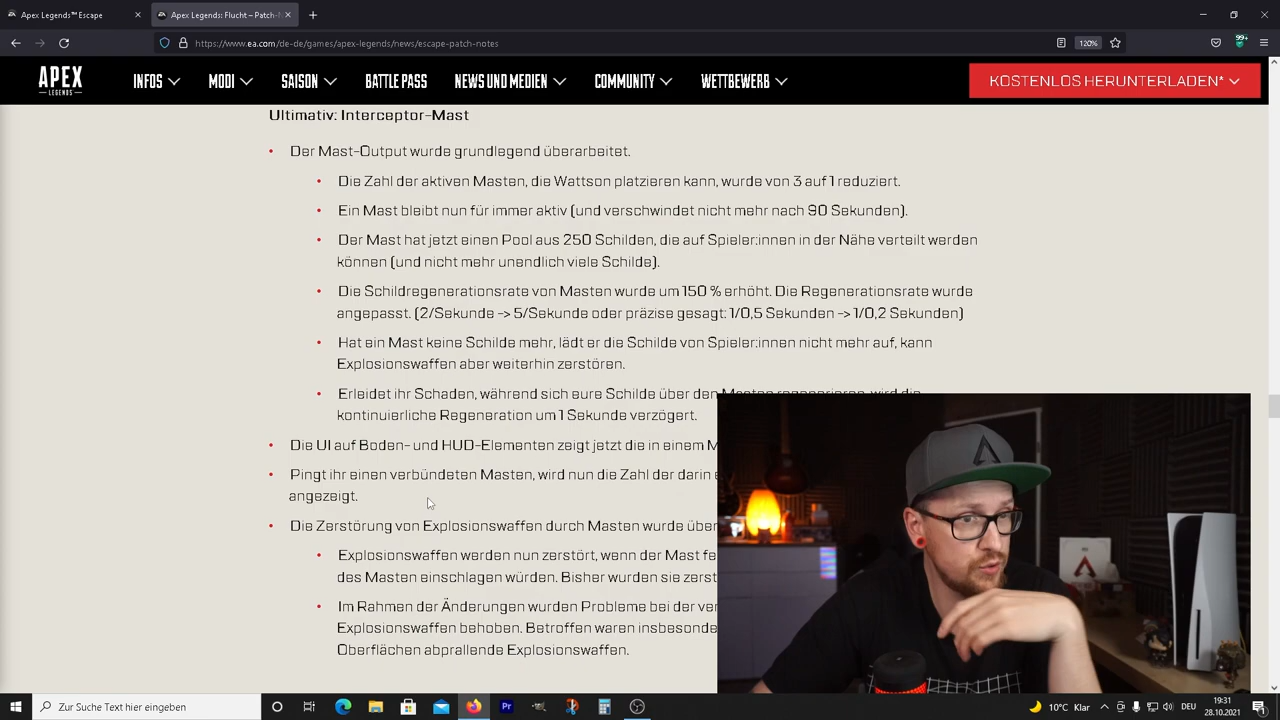 Apex Legends™ Escape
Apex Legends: Flucht – Patch-N
https://www.ea.com/de-de/games/apex-legends/news/escape-patch-notes
120%
99+
APEX
LEGENDS
INFOS
MODI
SAISON
BATTLE PASS
NEWS UND MEDIEN
COMMUNITY
WETTBEWERB
KOSTENLOS HERUNTERLADEN*
Ultimativ: Interceptor-Mast
Der Mast-Output wurde grundlegend überarbeitet.
Die Zahl der aktiven Masten, die Wattson platzieren kann, wurde von 3 auf 1 reduziert.
Ein Mast bleibt nun für immer aktiv (und verschwindet nicht mehr nach 90 Sekunden).
Der Mast hat jetzt einen Pool aus 250 Schilden, die auf Spieler:innen in der Nähe verteilt werden
können (und nicht mehr unendlich viele Schilde).
Die Schildregenerationsrate von Masten wurde um 150 % erhöht. Die Regenerationsrate wurde
angepasst. (2/Sekunde -> 5/Sekunde oder präzise gesagt: 1/0,5 Sekunden -> 1/0,2 Sekunden)
Hat ein Mast keine Schilde mehr, lädt er die Schilde von Spieler:innen nicht mehr auf, kann
Explosionswaffen aber weiterhin zerstören.
Erleidet ihr Schaden, während sich eure Schilde über den Masten regenerieren, wird die
kontinuierliche Regeneration um 1 Sekunde verzögert.
Die UI auf Boden- und HUD-Elementen zeigt jetzt die in einem M
Pingt ihr einen verbündeten Masten, wird nun die Zahl der darin
angezeigt.
Die Zerstörung von Explosionswaffen durch Masten wurde über
Explosionswaffen werden nun zerstört, wenn der Mast fe
des Masten einschlagen würden. Bisher wurden sie zerst
Im Rahmen der Änderungen wurden Probleme bei der ver
Explosionswaffen behoben. Betroffen waren insbesonde
Oberflächen abprallende Explosionswaffen.
Zur Suche Text hier eingeben
10°C Klar
DEU
19:31
28.10.2021